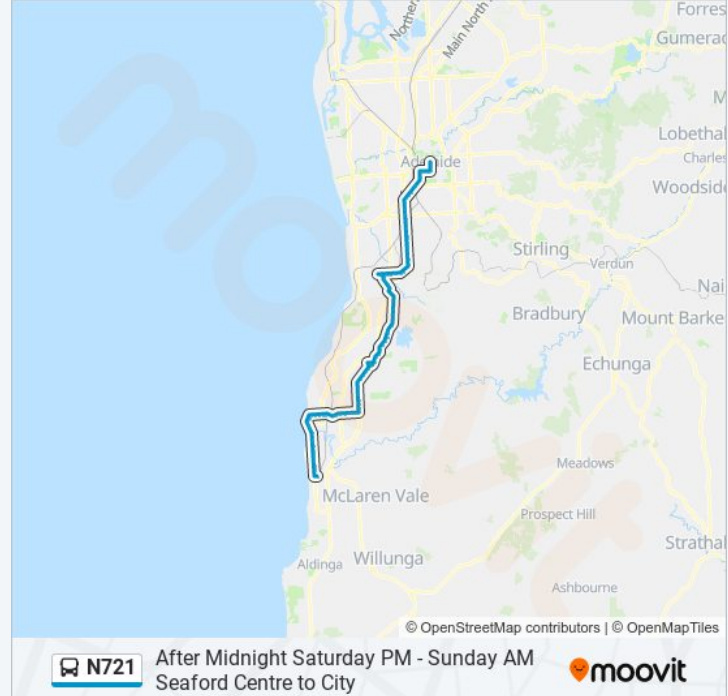 Northern
Main North
Forres
Gumerac
Lobethal
Charles
Woodside
Adelaide
Stirling
Verdun
Nai
Bradbury
Mount Barke
Echunga
Meadows
McLaren Vale
Prospect Hill
Strathal
Aldinga
Willunga
Ashbourne
moovit
© OpenStreetMap contributors | © OpenMapTiles
N721
After Midnight Saturday PM - Sunday AM
Seaford Centre to City
moovit